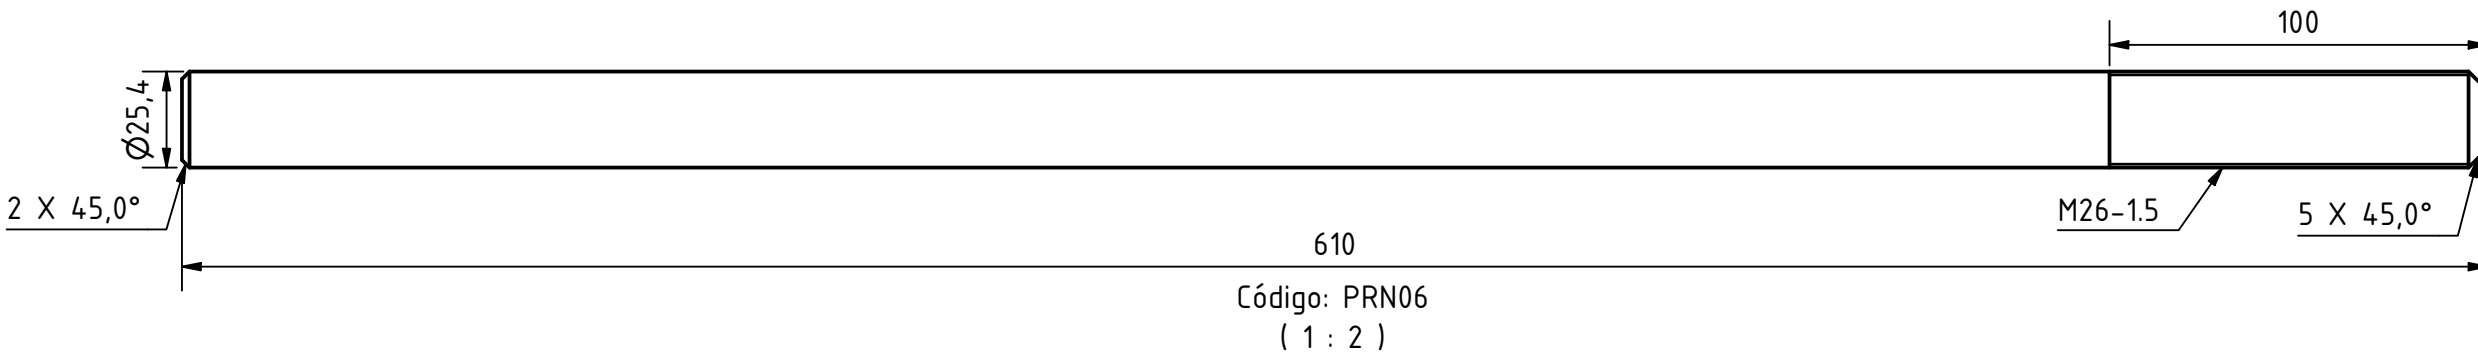 100
Ø25,4
2 X 45,0°
M26-1.5
5 X 45,0°
610
Código: PRN06
( 1 : 2 )